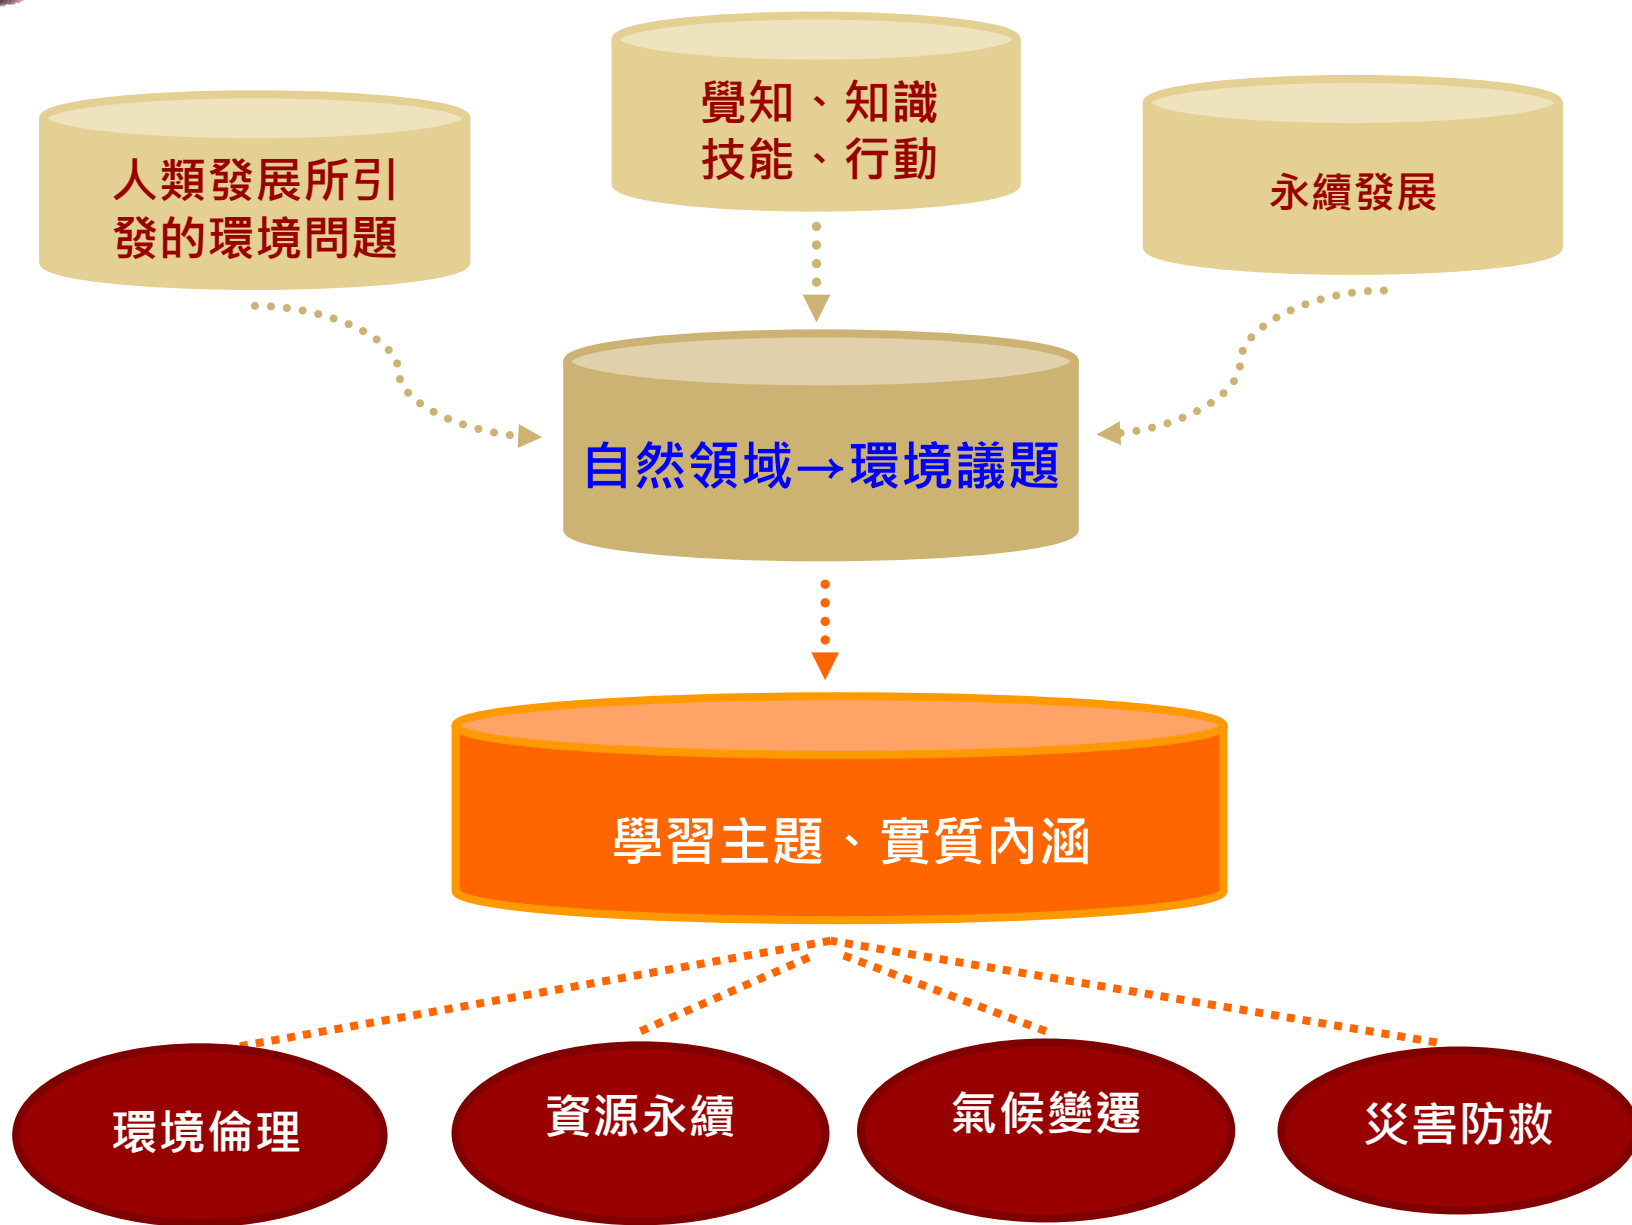 覺知、知識
技能、行動
人類發展所引
發的環境問題
永續發展
自然領域→環境議題
學習主題、實質內涵
環境倫理
資源永續
氣候變遷
災害防救